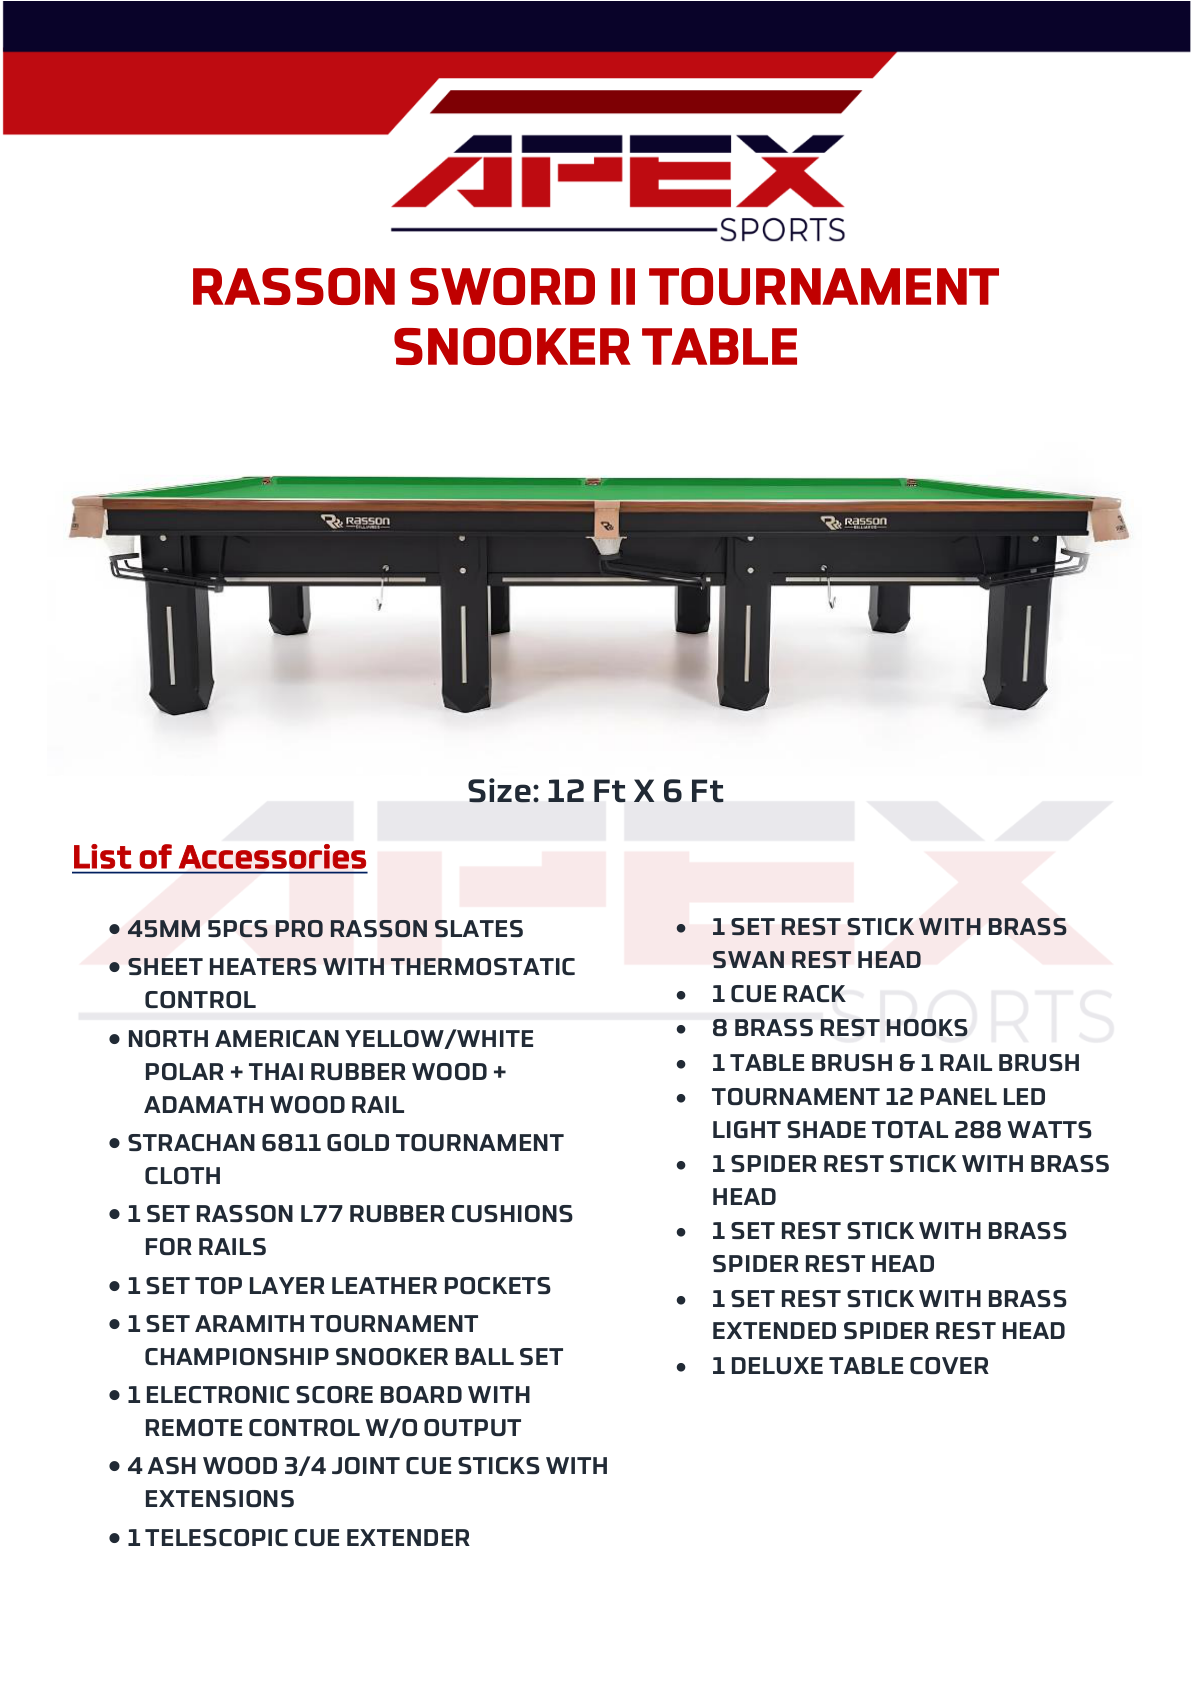 APEX
SPORTS
RASSON SWORD II TOURNAMENT
SNOOKER TABLE
Rasson
BILLIARDS
Rasson
BILLIARDS
Size: 12 Ft X 6 Ft
APEX
SPORTS
List of Accessories
● 45MM 5PCS PRO RASSON SLATES
● SHEET HEATERS WITH THERMOSTATIC
CONTROL
● NORTH AMERICAN YELLOW/WHITE
POLAR + THAI RUBBER WOOD +
ADAMATH WOOD RAIL
● STRACHAN 6811 GOLD TOURNAMENT
CLOTH
● 1 SET RASSON L77 RUBBER CUSHIONS
FOR RAILS
● 1 SET TOP LAYER LEATHER POCKETS
● 1 SET ARAMITH TOURNAMENT
CHAMPIONSHIP SNOOKER BALL SET
● 1 ELECTRONIC SCORE BOARD WITH
REMOTE CONTROL W/O OUTPUT
● 4 ASH WOOD 3/4 JOINT CUE STICKS WITH
EXTENSIONS
● 1 TELESCOPIC CUE EXTENDER
● 1 SET REST STICK WITH BRASS
SWAN REST HEAD
● 1 CUE RACK
● 8 BRASS REST HOOKS
● 1 TABLE BRUSH & 1 RAIL BRUSH
● TOURNAMENT 12 PANEL LED
LIGHT SHADE TOTAL 288 WATTS
● 1 SPIDER REST STICK WITH BRASS
HEAD
● 1 SET REST STICK WITH BRASS
SPIDER REST HEAD
● 1 SET REST STICK WITH BRASS
EXTENDED SPIDER REST HEAD
● 1 DELUXE TABLE COVER